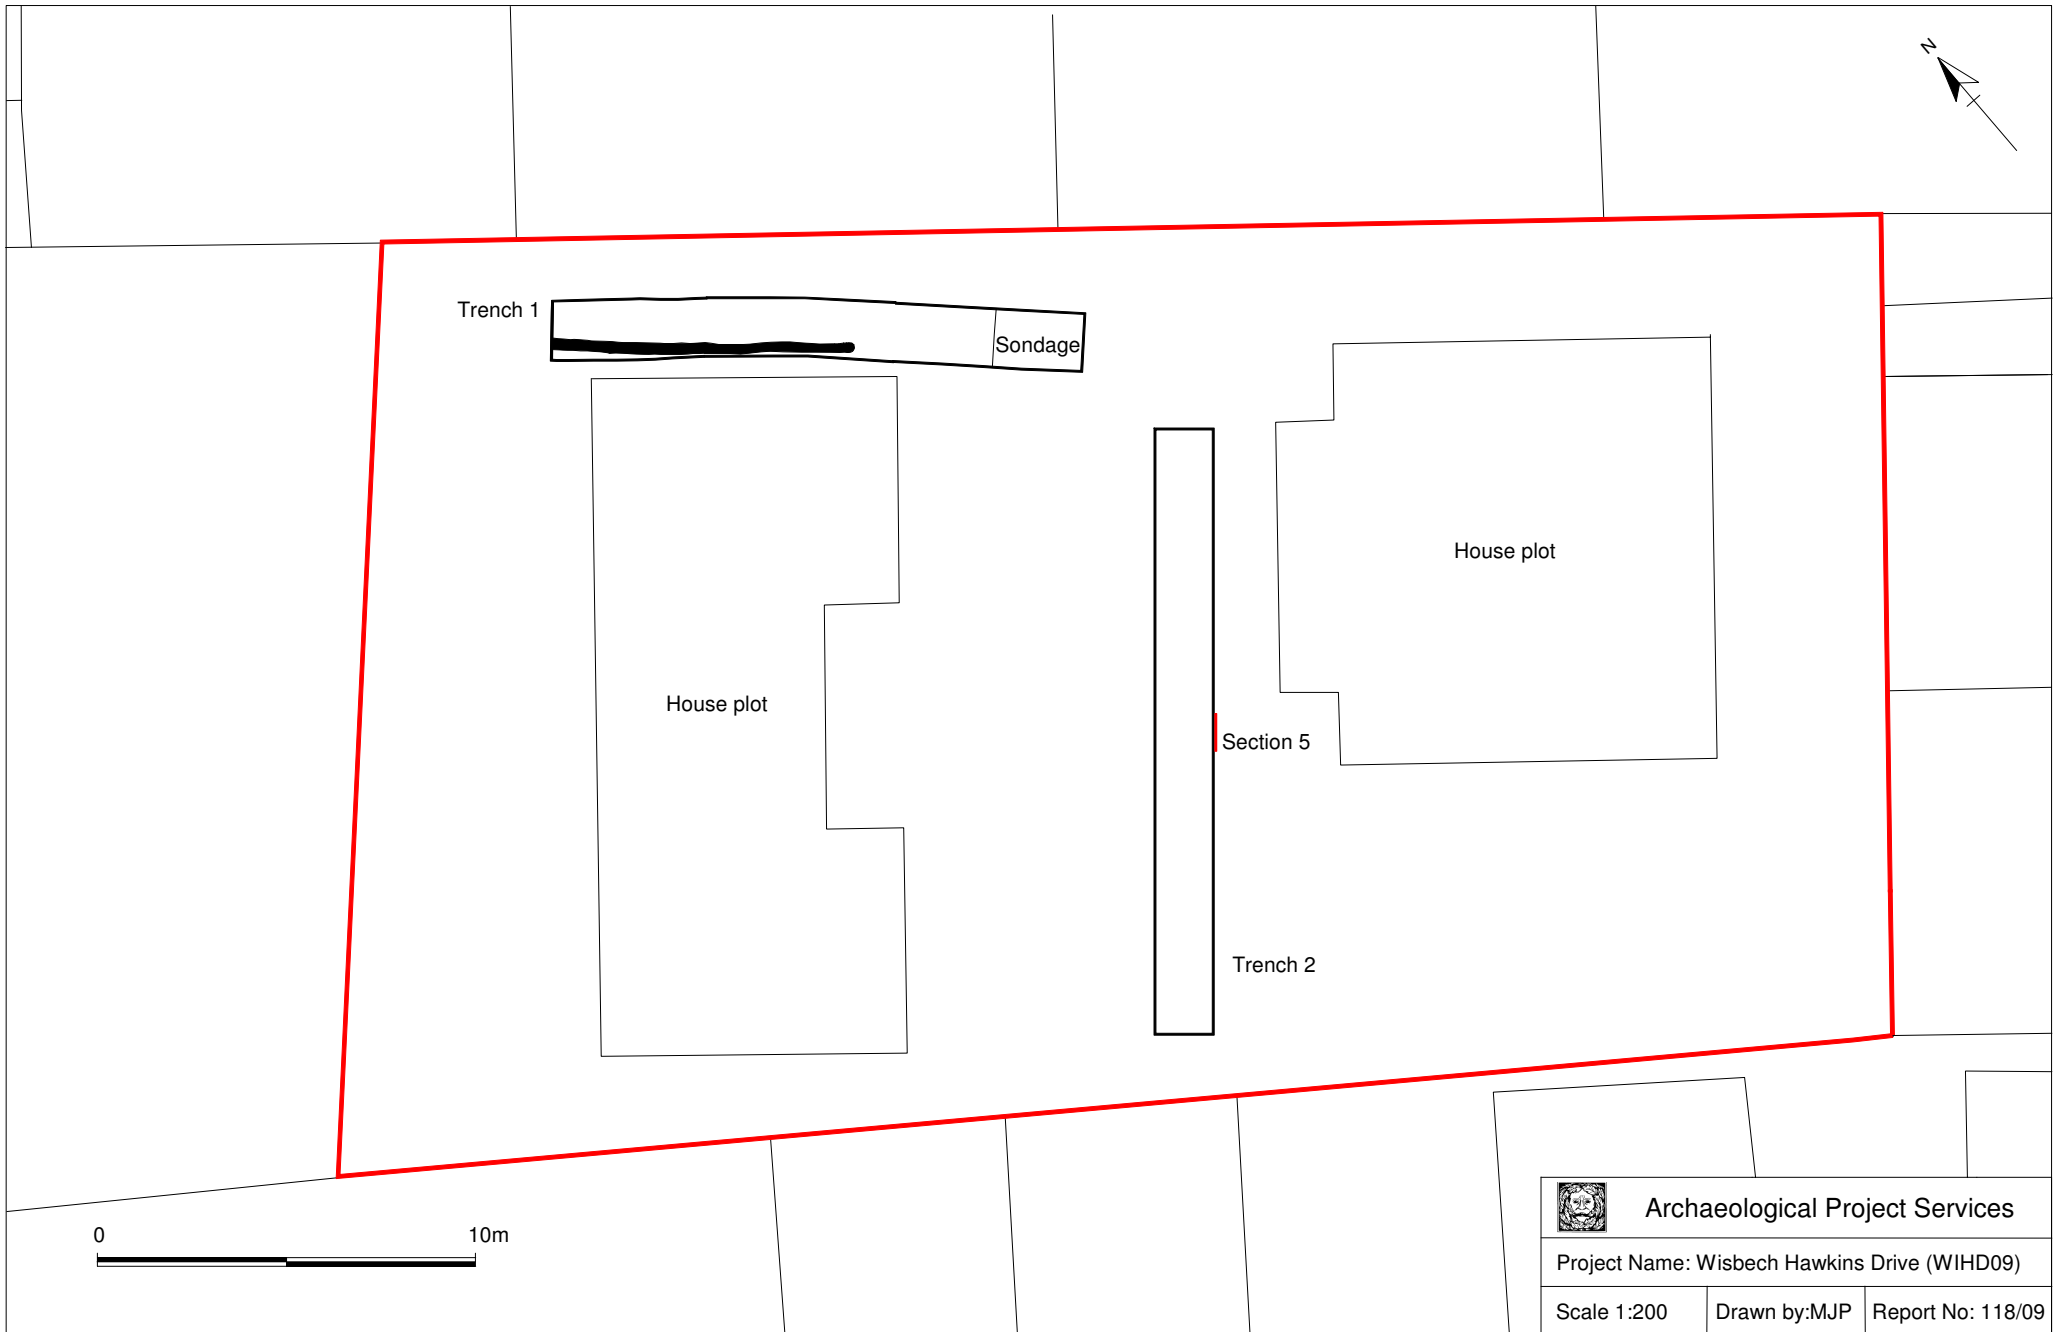 N
Trench 1
Sondage
House plot
House plot
Section 5
Trench 2
0 10m
Archaeological Project Services
Project Name: Wisbech Hawkins Drive (WIHD09)
Scale 1:200 Drawn by:MJP Report No: 118/09